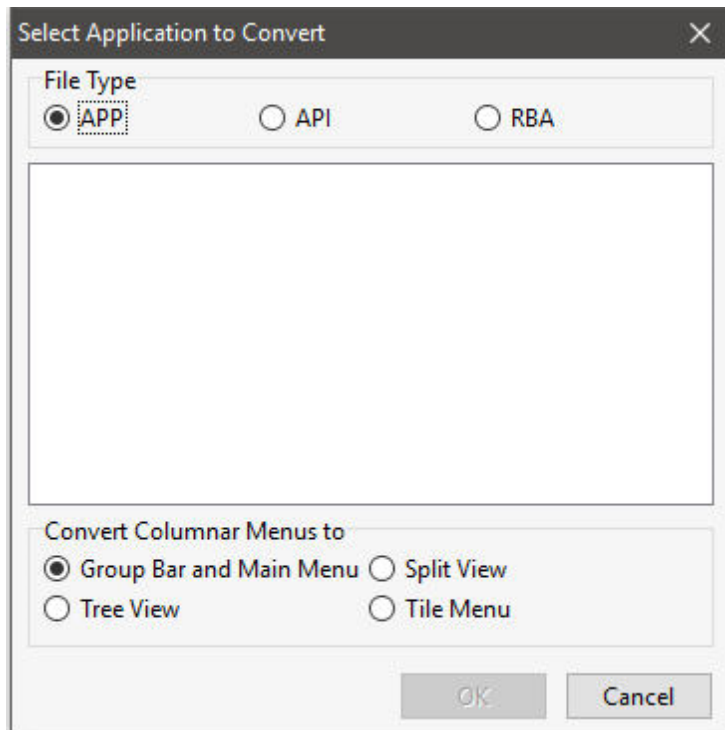 Select Application to Convert
File Type
APP API RBA
Convert Columnar Menus to
Group Bar and Main Menu Split View
Tree View Tile Menu
OK Cancel